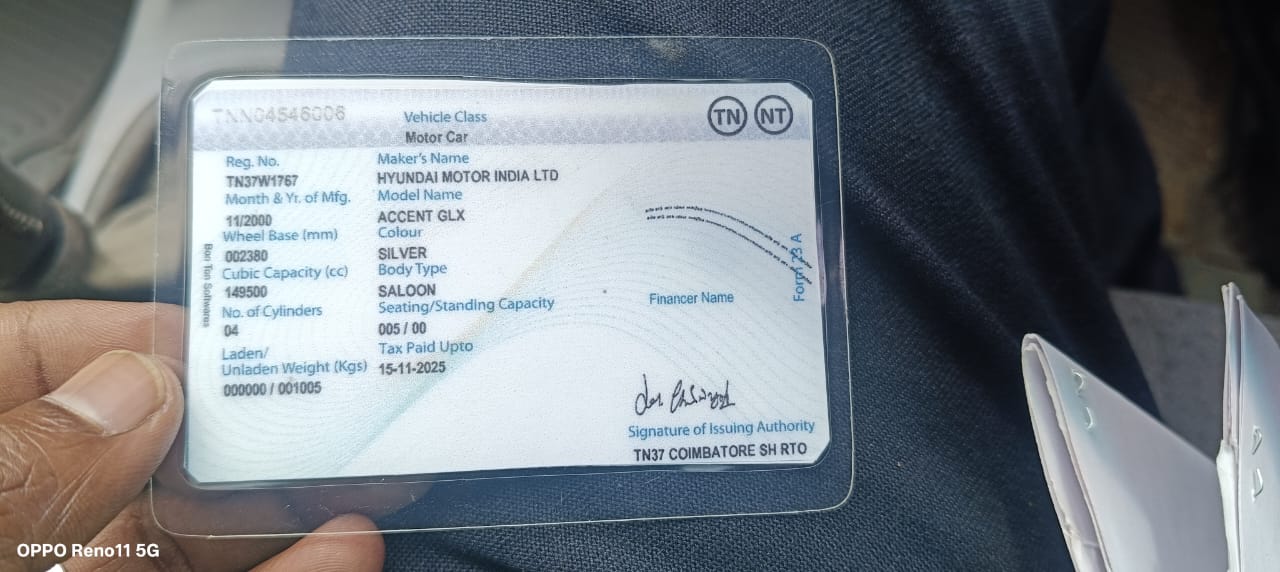 TNN04546006
Vehicle Class
Motor Car
TN NT
Reg. No.
TN37W1767
Maker's Name
HYUNDAI MOTOR INDIA LTD
Month & Yr. of Mfg.
11/2000
Model Name
ACCENT GLX
Wheel Base (mm)
002380
Colour
SILVER
Cubic Capacity (cc)
149500
Body Type
SALOON
No. of Cylinders
04
Seating/Standing Capacity
005 / 00
Laden/
Unladen Weight (Kgs)
000000 / 001005
Tax Paid Upto
15-11-2025
Financer Name
Form 23 A
Signature of Issuing Authority
TN37 COIMBATORE SH RTO
Bon Ton Softwares
OPPO Reno11 5G